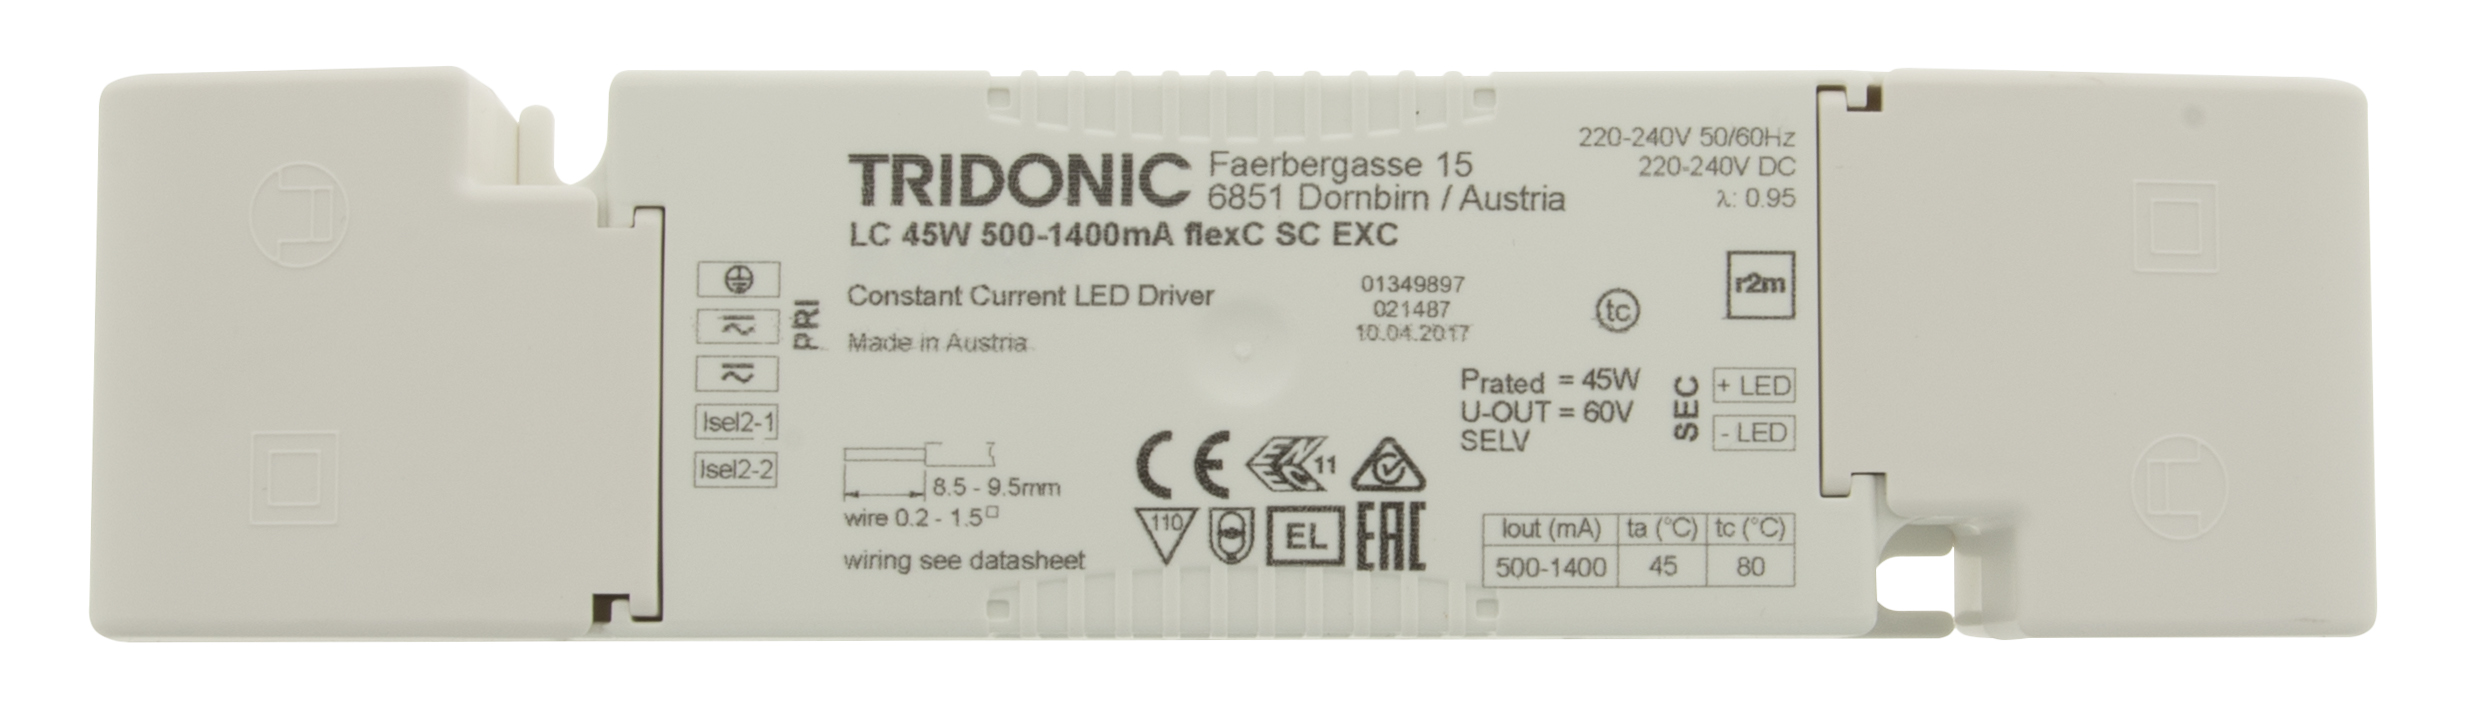 TRIDONIC
Faerbergasse 15
6851 Dornbirn / Austria
LC 45W 500-1400mA flexC SC EXC
220-240V 50/60Hz
220-240V DC
λ: 0.95
PRI
Isel2-1
Isel2-2
Constant Current LED Driver
Made in Austria
01349897
021487
10.04.2017
tc
r2m
Prated = 45W
U-OUT = 60V
SELV
SEC
+ LED
- LED
8.5 - 9.5mm
wire 0.2 - 1.5□
wiring see datasheet
CE
ENEC 11
110
EL
EAC
Iout (mA) ta (°C) tc (°C)
500-1400 45 80